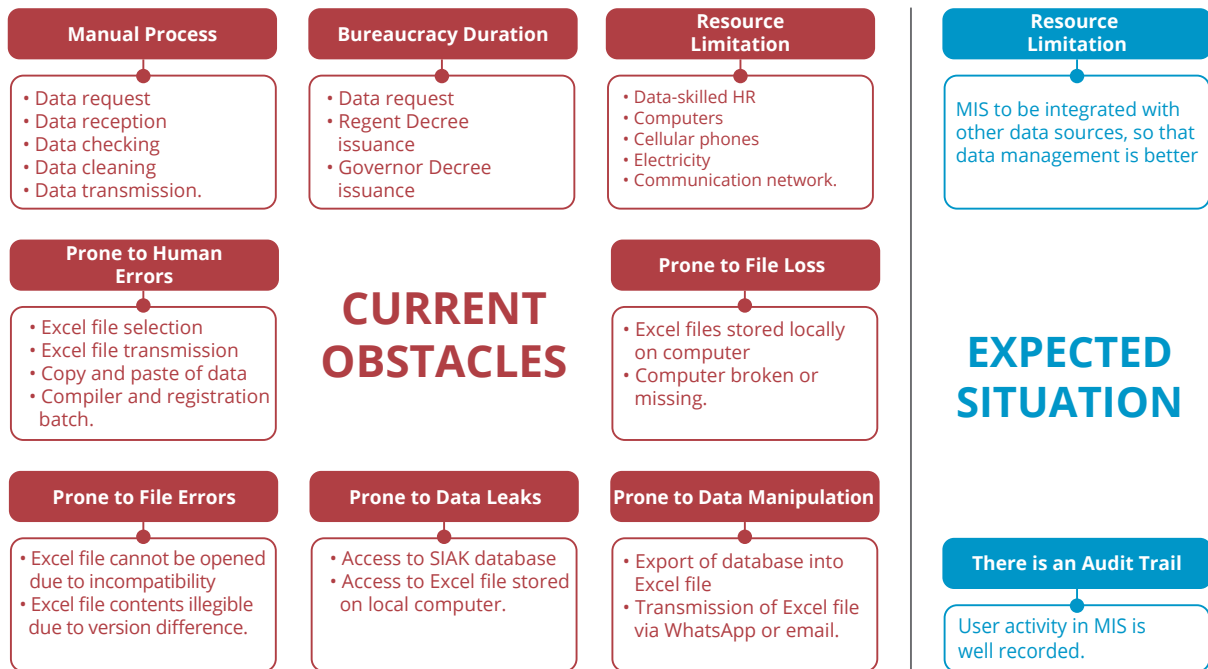 Manual Process
• Data request
• Data reception
• Data checking
• Data cleaning
• Data transmission.
Bureaucracy Duration
• Data request
• Regent Decree
issuance
• Governor Decree
issuance
Resource
Limitation
• Data-skilled HR
• Computers
• Cellular phones
• Electricity
• Communication network.
Prone to Human
Errors
• Excel file selection
• Excel file transmission
• Copy and paste of data
• Compiler and registration
batch.
CURRENT
OBSTACLES
Prone to File Loss
• Excel files stored locally
on computer
• Computer broken or
missing.
Prone to File Errors
• Excel file cannot be opened
due to incompatibility
• Excel file contents illegible
due to version difference.
Prone to Data Leaks
• Access to SIAK database
• Access to Excel file stored
on local computer.
Prone to Data Manipulation
• Export of database into
Excel file
• Transmission of Excel file
via WhatsApp or email.
Resource
Limitation
MIS to be integrated with
other data sources, so that
data management is better
EXPECTED
SITUATION
There is an Audit Trail
User activity in MIS is
well recorded.